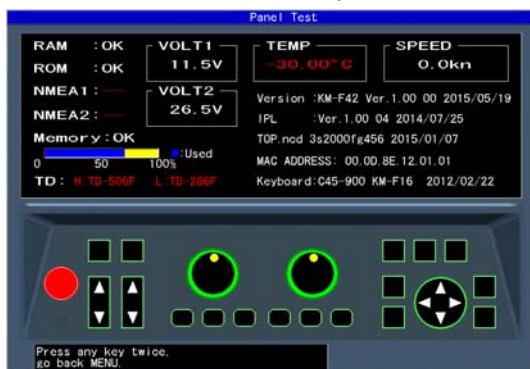 Panel Test
RAM :OK
ROM :OK
NMEA1: ---
NMEA2: ---
Memory:OK
0 50 100% :Used
TD: H:TD-506F L:TD-286F
VOLT1
11.5V
VOLT2
26.5V
TEMP
-30.00°C
SPEED
0.0kn
Version :KM-F42 Ver.1.00 00 2015/05/19
IPL :Ver.1.00 04 2014/07/25
TOP.ncd 3s2000fg456 2015/01/07
MAC ADDRESS: 00.0D.8E.12.01.01
Keyboard:C45-900 KM-F16 2012/02/22
Press any key twice,
go back MENU.